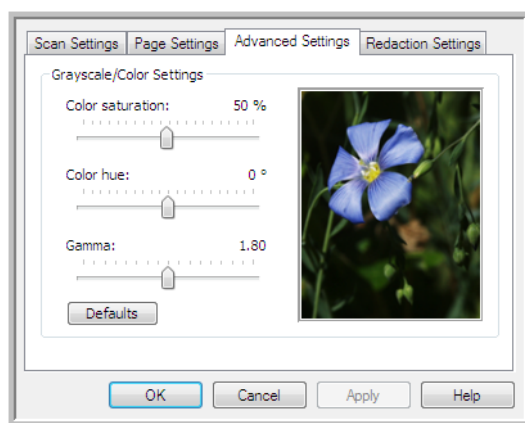 Scan Settings Page Settings Advanced Settings Redaction Settings
Grayscale/Color Settings
Color saturation: 50 %
Color hue: 0 °
Gamma: 1.80
Defaults
OK Cancel Apply Help